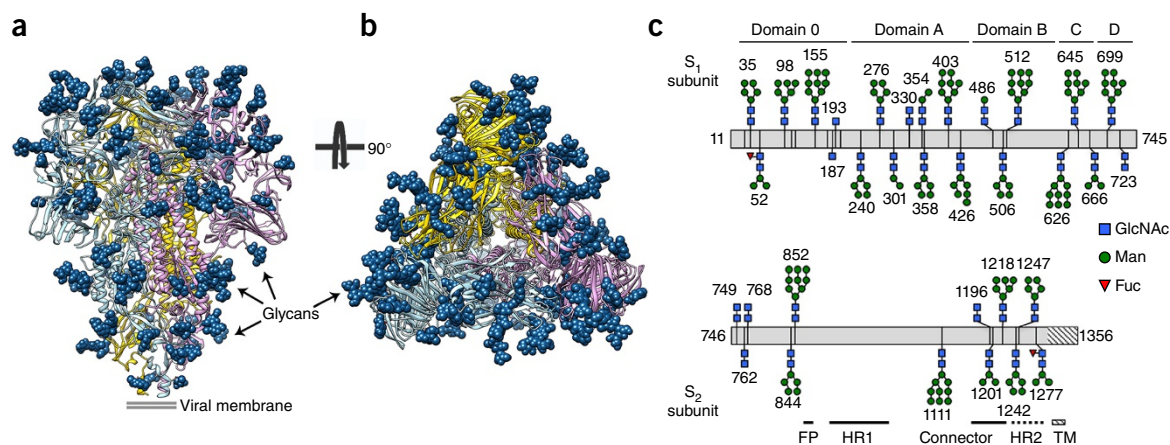 a
b
c
90°
Glycans
Viral membrane
Domain 0 Domain A Domain B C D
S1 subunit
35 98 155 193 276 330 354 403 486 512 645 699
11 745
52 187 240 301 358 426 506 626 666 723
GlcNAc
Man
Fuc
749 768 852 1196 1218 1247
746 1356
S2 subunit
762 844 1111 1201 1242 1277
FP HR1 Connector HR2 TM